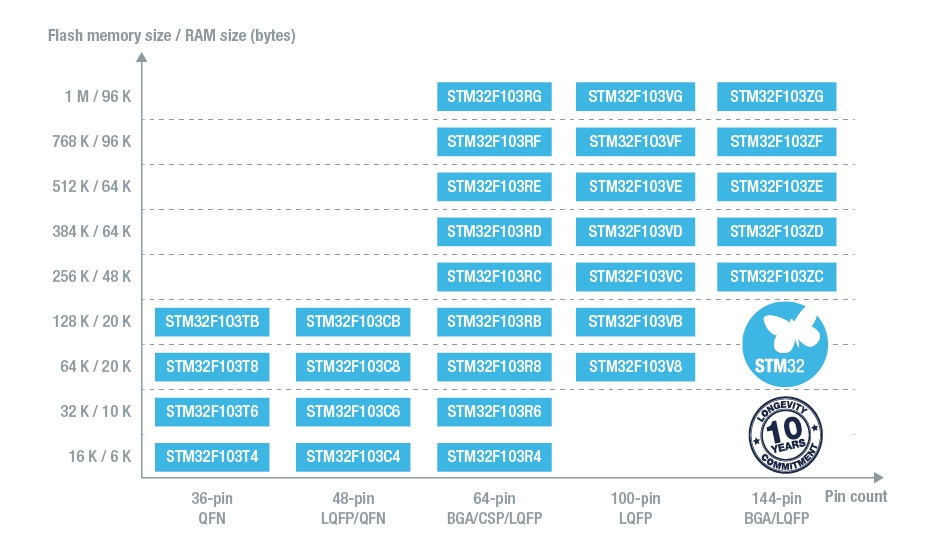 Flash memory size / RAM size (bytes)
1 M / 96 K STM32F103RG STM32F103VG STM32F103ZG
768 K / 96 K STM32F103RF STM32F103VF STM32F103ZF
512 K / 64 K STM32F103RE STM32F103VE STM32F1O3ZE
384 K / 64 K STM32F103RD STM32F103VD STM32F103ZD
256 K / 48 K STM32F103RC STM32F103VC STM32F103ZC
128 K / 20 K STM32F103TB STM32F103CB STM32F103RB STM32F103VB
64 K / 20 K STM32F103T8 STM32F103C8 STM32F103R8 STM32F103V8
STM32
32 K / 10 K STM32F103T6 STM32F103C6 STM32F103R6
LONGEVITY
10
YEARS
COMMITMENT
16 K / 6 K STM32F103T4 STM32F103C4 STM32F103R4
36-pin 48-pin 64-pin 100-pin 144-pin Pin count
QFN LQFP/QFN BGA/CSP/LQFP LQFP BGA/LQFP